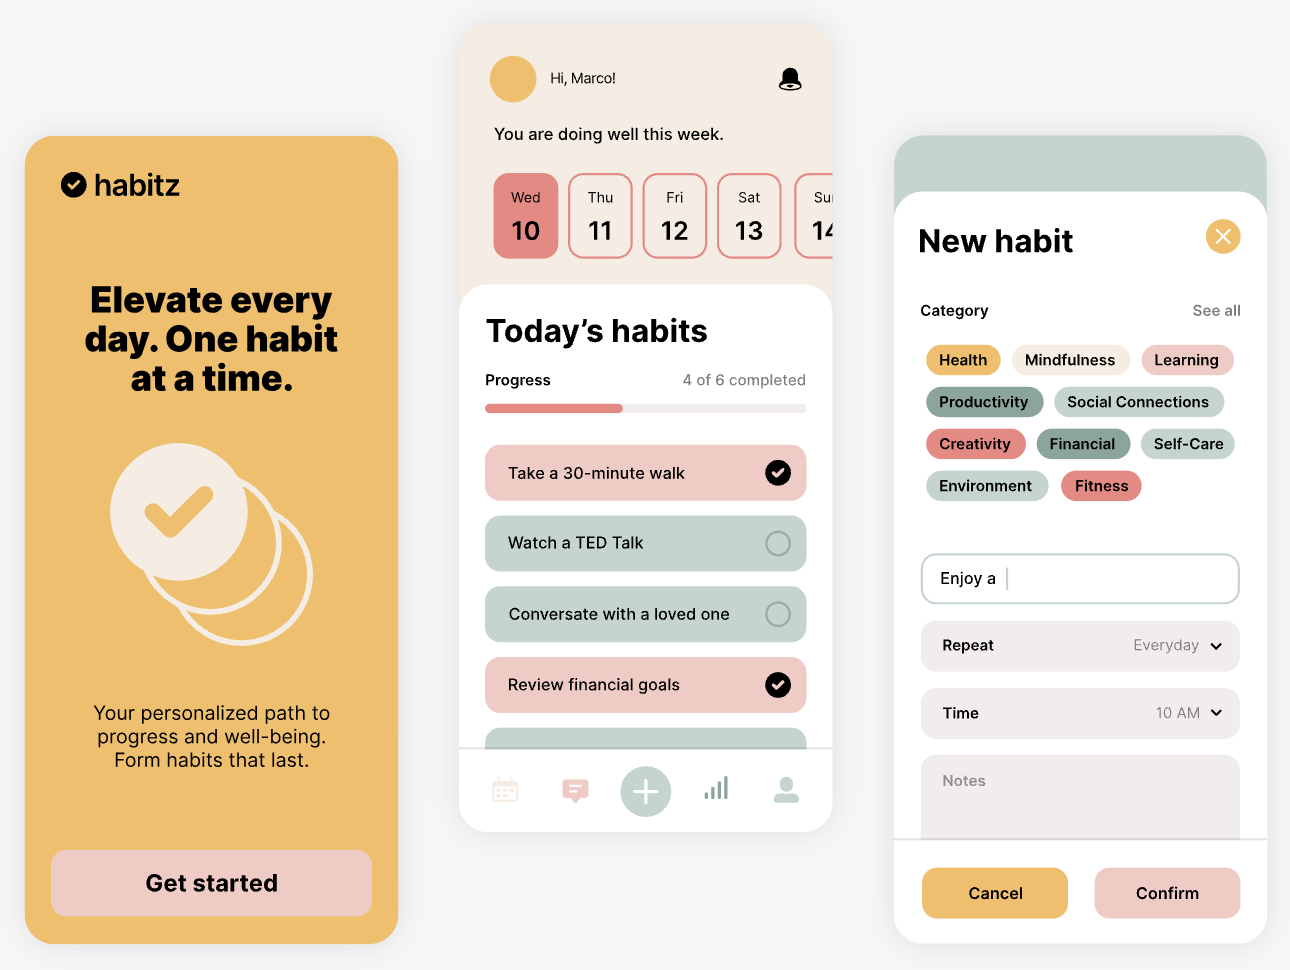 habitz
Elevate every
day. One habit
at a time.
Your personalized path to
progress and well-being.
Form habits that last.
Get started
Hi, Marco!
You are doing well this week.
Wed Thu Fri Sat Sun
10 11 12 13 14
Today's habits
Progress 4 of 6 completed
Take a 30-minute walk
Watch a TED Talk
Conversate with a loved one
Review financial goals
New habit
Category See all
Health Mindfulness Learning
Productivity Social Connections
Creativity Financial Self-Care
Environment Fitness
Enjoy a
Repeat Everyday
Time 10 AM
Notes
Cancel Confirm